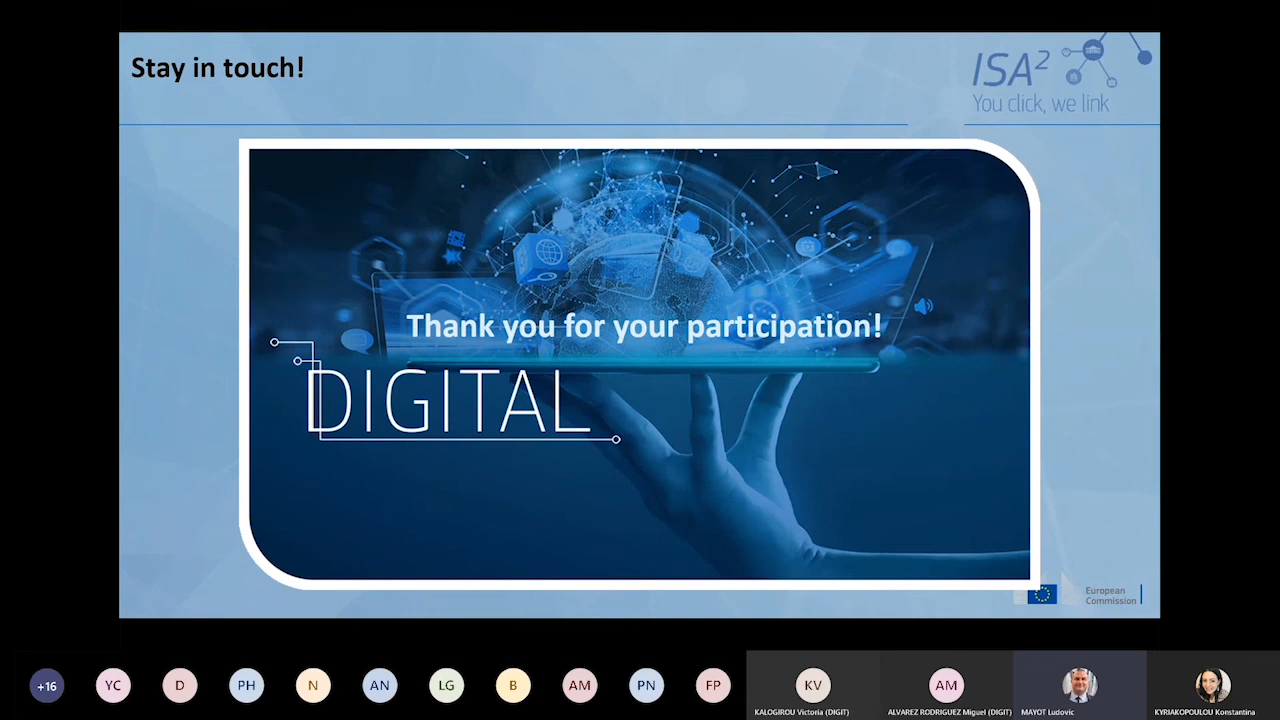 Stay in touch!
ISA²
You click, we link
Thank you for your participation!
DIGITAL
European
Commission
+16
YC
D
PH
N
AN
LG
B
AM
PN
FP
KV
AM
KALOGIROU Victoria (DIGIT)
ALVAREZ RODRIGUEZ Miguel (DIGIT)
MAYOT Ludovic
KYRIAKOPOULOU Konstantina